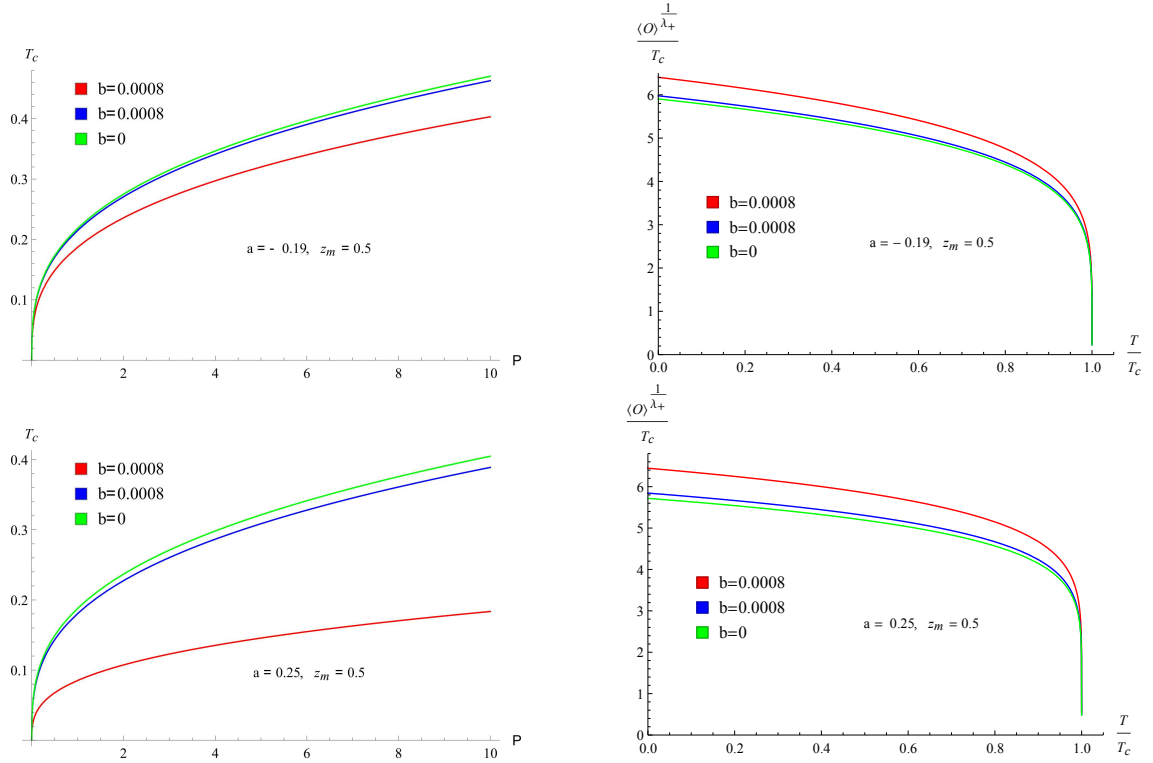 T_c
b=0.0008
b=0.0008
b=0
a = - 0.19, z_m = 0.5
0.4
0.3
0.2
0.1
2
4
6
8
10
P
⟨O⟩^{1/λ+}
T_c
b=0.0008
b=0.0008
b=0
a = – 0.19, z_m = 0.5
6
5
4
3
2
1
0
0.0
0.2
0.4
0.6
0.8
1.0
T
T_c
T_c
b=0.0008
b=0.0008
b=0
a = 0.25, z_m = 0.5
0.4
0.3
0.2
0.1
2
4
6
8
10
P
⟨O⟩^{1/λ+}
T_c
b=0.0008
b=0.0008
b=0
a = 0.25, z_m = 0.5
6
5
4
3
2
1
0
0.0
0.2
0.4
0.6
0.8
1.0
T
T_c